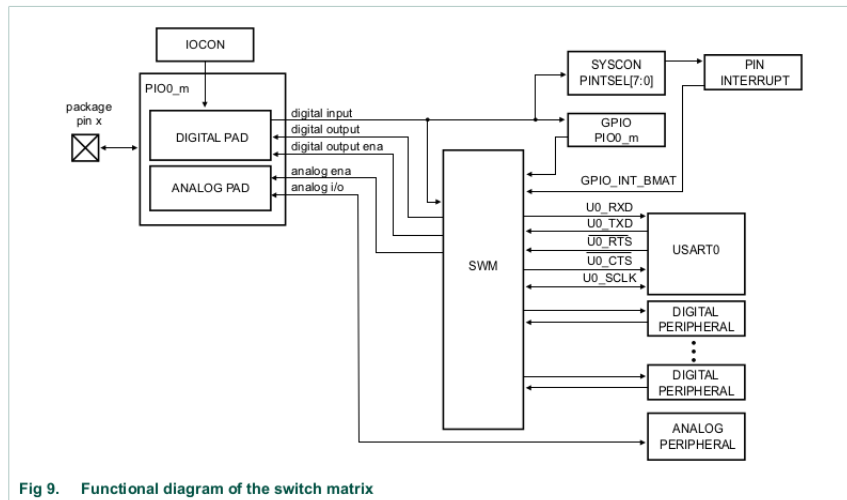 IOCON
PIO0_m
package
pin x
DIGITAL PAD
ANALOG PAD
digital input
digital output
digital output ena
analog ena
analog i/o
SYSCON
PINTSEL[7:0]
PIN
INTERRUPT
GPIO
PIO0_m
GPIO_INT_BMAT
SWM
U0_RXD
U0_TXD
U0_RTS
U0_CTS
U0_SCLK
USART0
DIGITAL
PERIPHERAL
DIGITAL
PERIPHERAL
ANALOG
PERIPHERAL
Fig 9. Functional diagram of the switch matrix